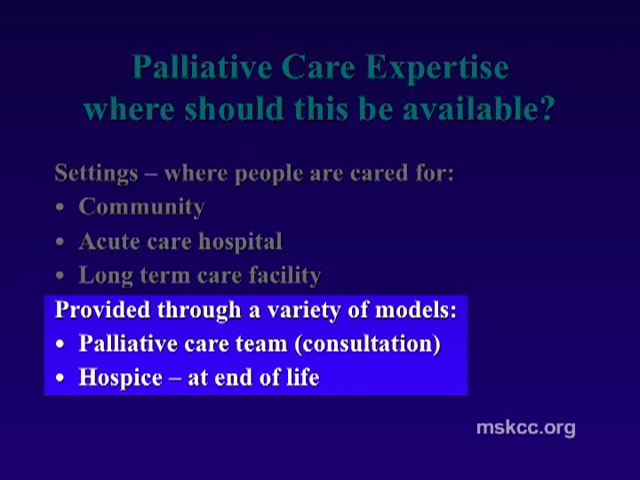 Palliative Care Expertise
where should this be available?
Settings – where people are cared for:
• Community
• Acute care hospital
• Long term care facility
Provided through a variety of models:
• Palliative care team (consultation)
• Hospice – at end of life
mskcc.org